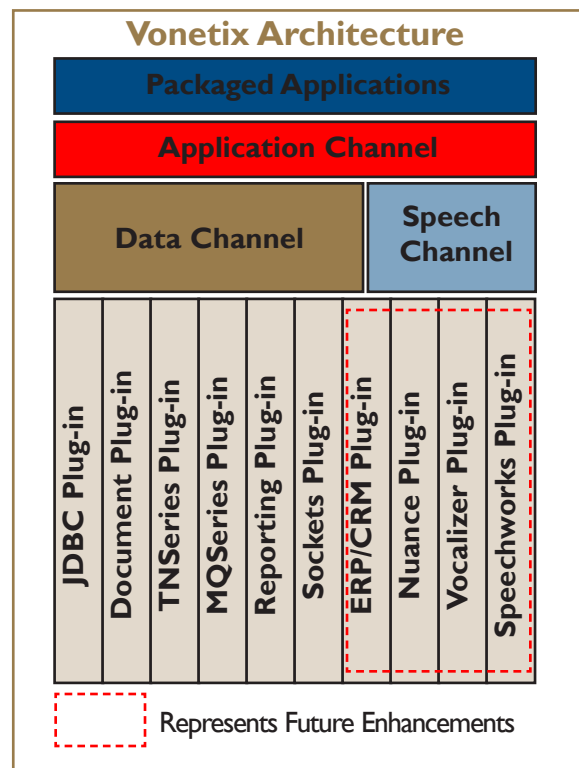 Vonetix Architecture
Packaged Applications
Application Channel
Data Channel
Speech
Channel
JDBC Plug-in
Document Plug-in
TNSeries Plug-in
MQSeries Plug-in
Reporting Plug-in
Sockets Plug-in
ERP/CRM Plug-in
Nuance Plug-in
Vocalizer Plug-in
Speechworks Plug-in
Represents Future Enhancements